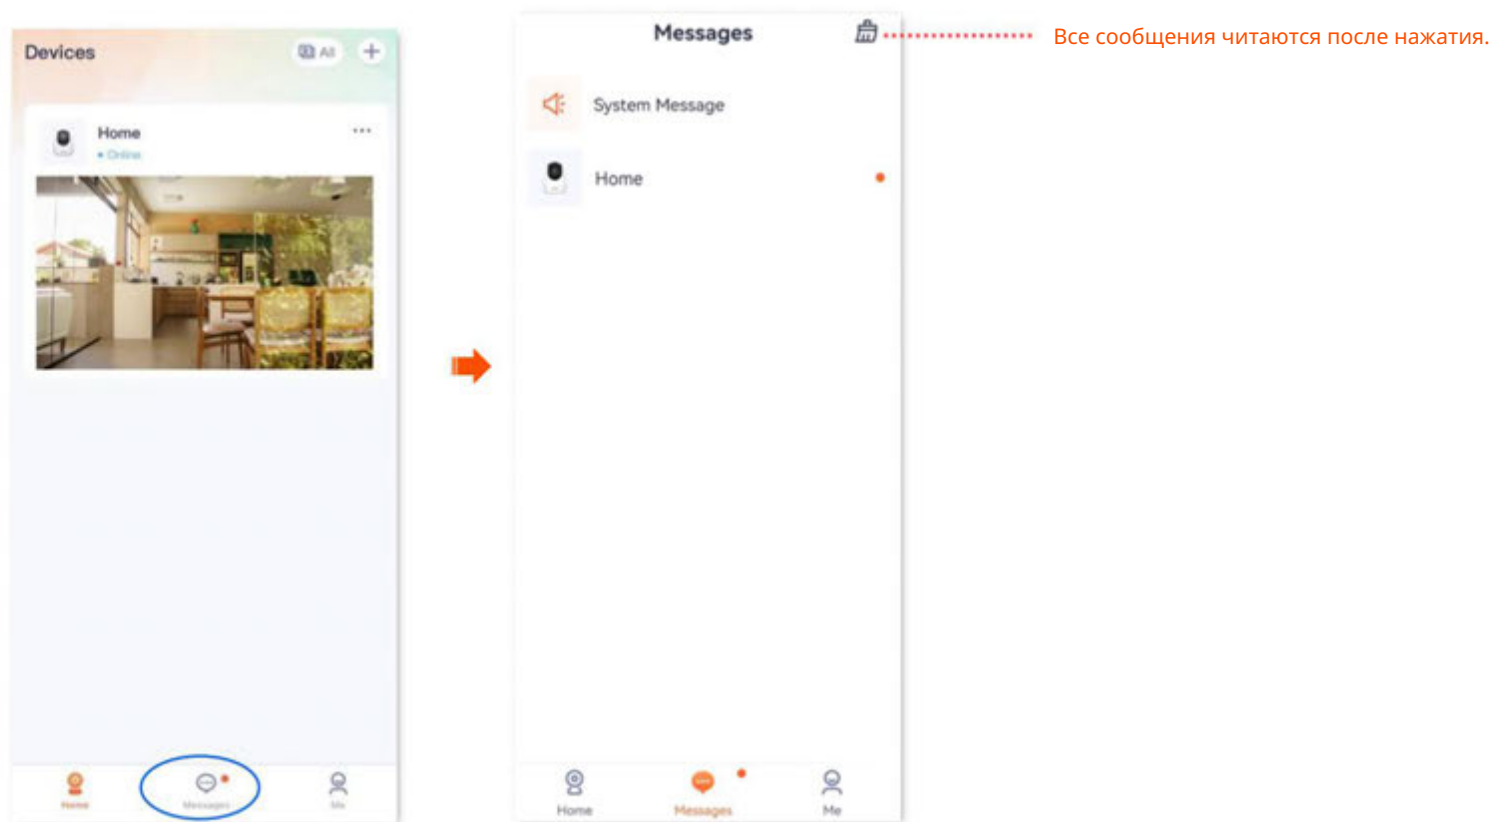 Devices
All
Home
Online
Home
Messages
Me
Messages
Все сообщения читаются после нажатия.
System Message
Home
Home
Messages
Me